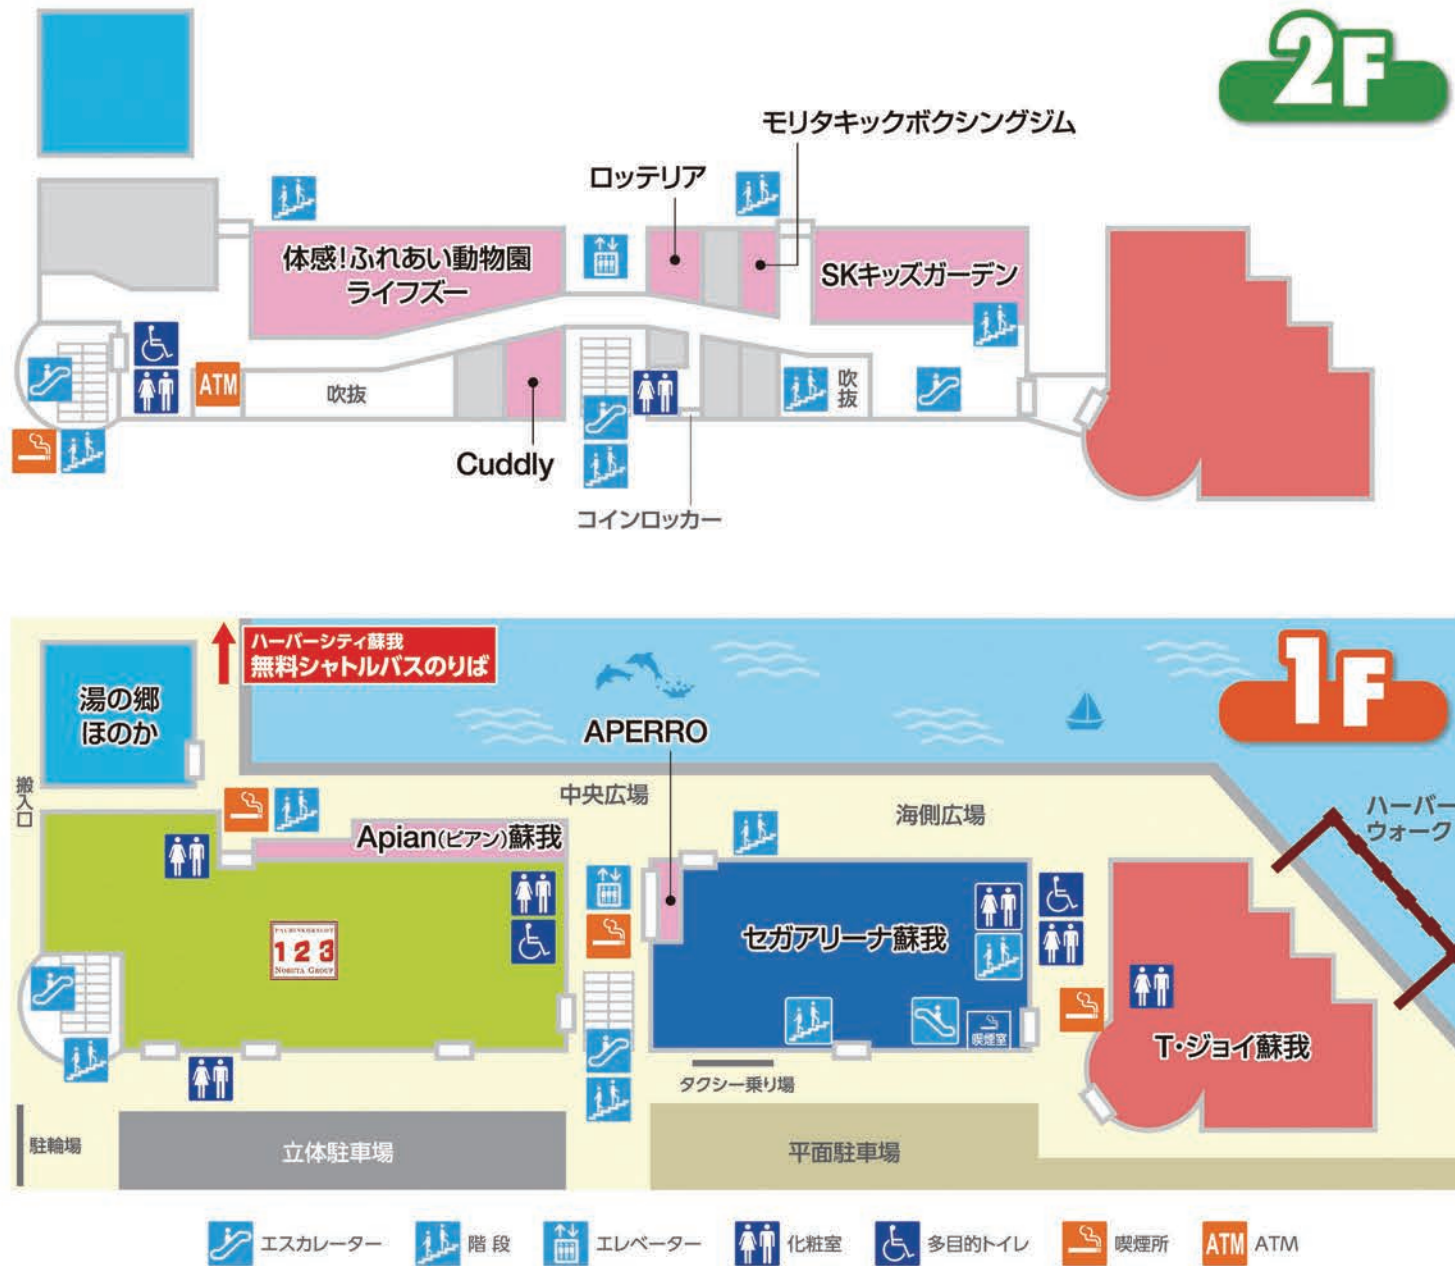 2F
モリタキックボクシングジム
ロッテリア
体感!ふれあい動物園
ライフズー
SKキッズガーデン
ATM
吹抜
吹
抜
Cuddly
コインロッカー
ハーバーシティ蘇我
無料シャトルバスのりば
1F
湯の郷
ほのか
APERRO
搬入口
中央広場
海側広場
ハーバー
ウォーク
Apian(ピアン)蘇我
PACHINKO&SLOT
123
NOBUTA GROUP
セガアリーナ蘇我
喫煙室
T・ジョイ蘇我
タクシー乗り場
駐輪場
立体駐車場
平面駐車場
エスカレーター
階段
エレベーター
化粧室
多目的トイレ
喫煙所
ATM ATM